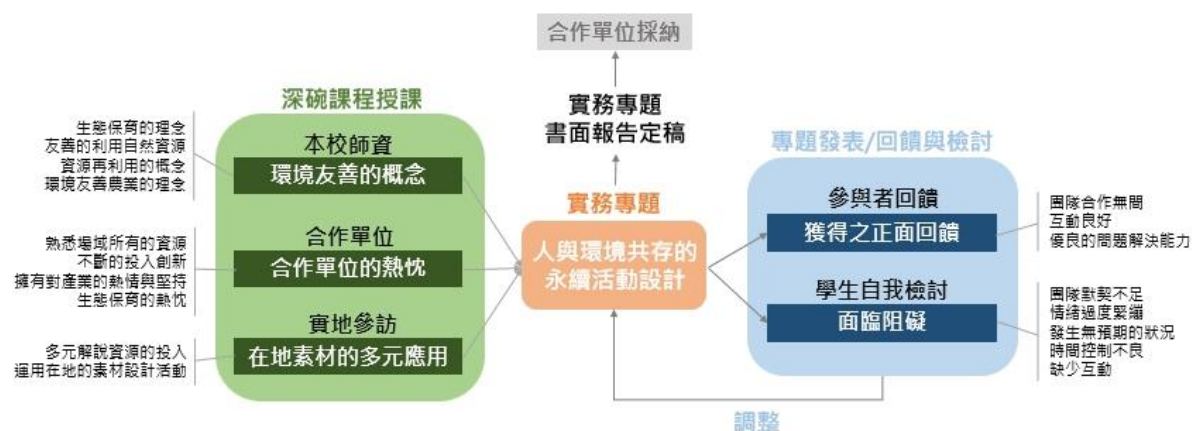 合作單位採納
實務專題
書面報告定稿
深碗課程授課
生態保育的理念
友善的利用自然資源
資源再利用的概念
環境友善農業的理念
本校師資
環境友善的概念
熟悉場域所有的資源
不斷的投入創新
擁有對產業的熱情與堅持
生態保育的熱忱
合作單位
合作單位的熱忱
多元解說資源的投入
運用在地的素材設計活動
實地參訪
在地素材的多元應用
實務專題
人與環境共存的
永續活動設計
專題發表/回饋與檢討
參與者回饋
獲得之正面回饋
團隊合作無間
互動良好
優良的問題解決能力
學生自我檢討
面臨阻礙
團隊默契不足
情緒過度緊繃
發生無預期的狀況
時間控制不良
缺少互動
調整